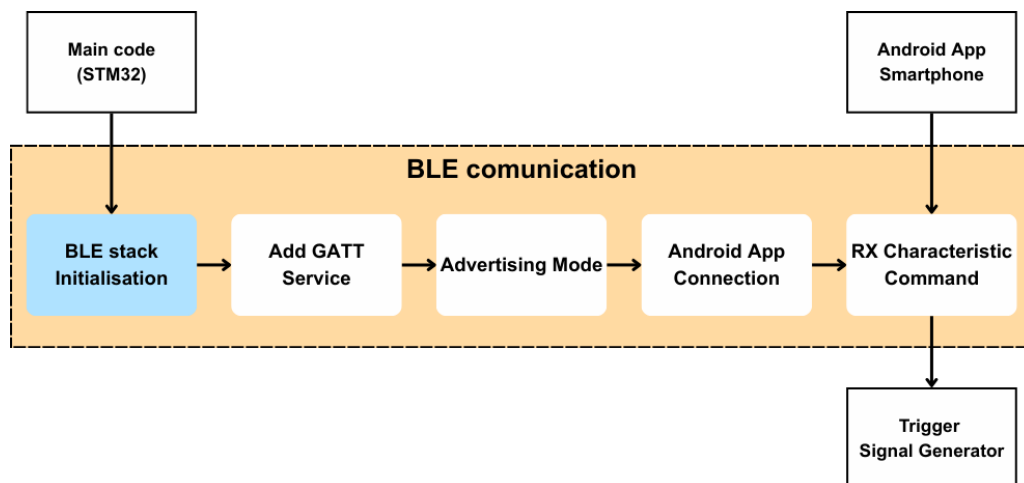 Main code
(STM32)
Android App
Smartphone
BLE comunication
BLE stack
Initialisation
Add GATT
Service
Advertising Mode
Android App
Connection
RX Characteristic
Command
Trigger
Signal Generator